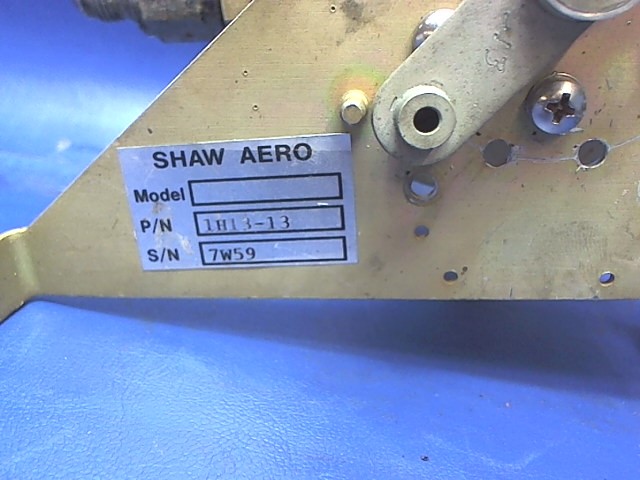 SHAW AERO
Model
P/N 1H13-13
S/N 7W59